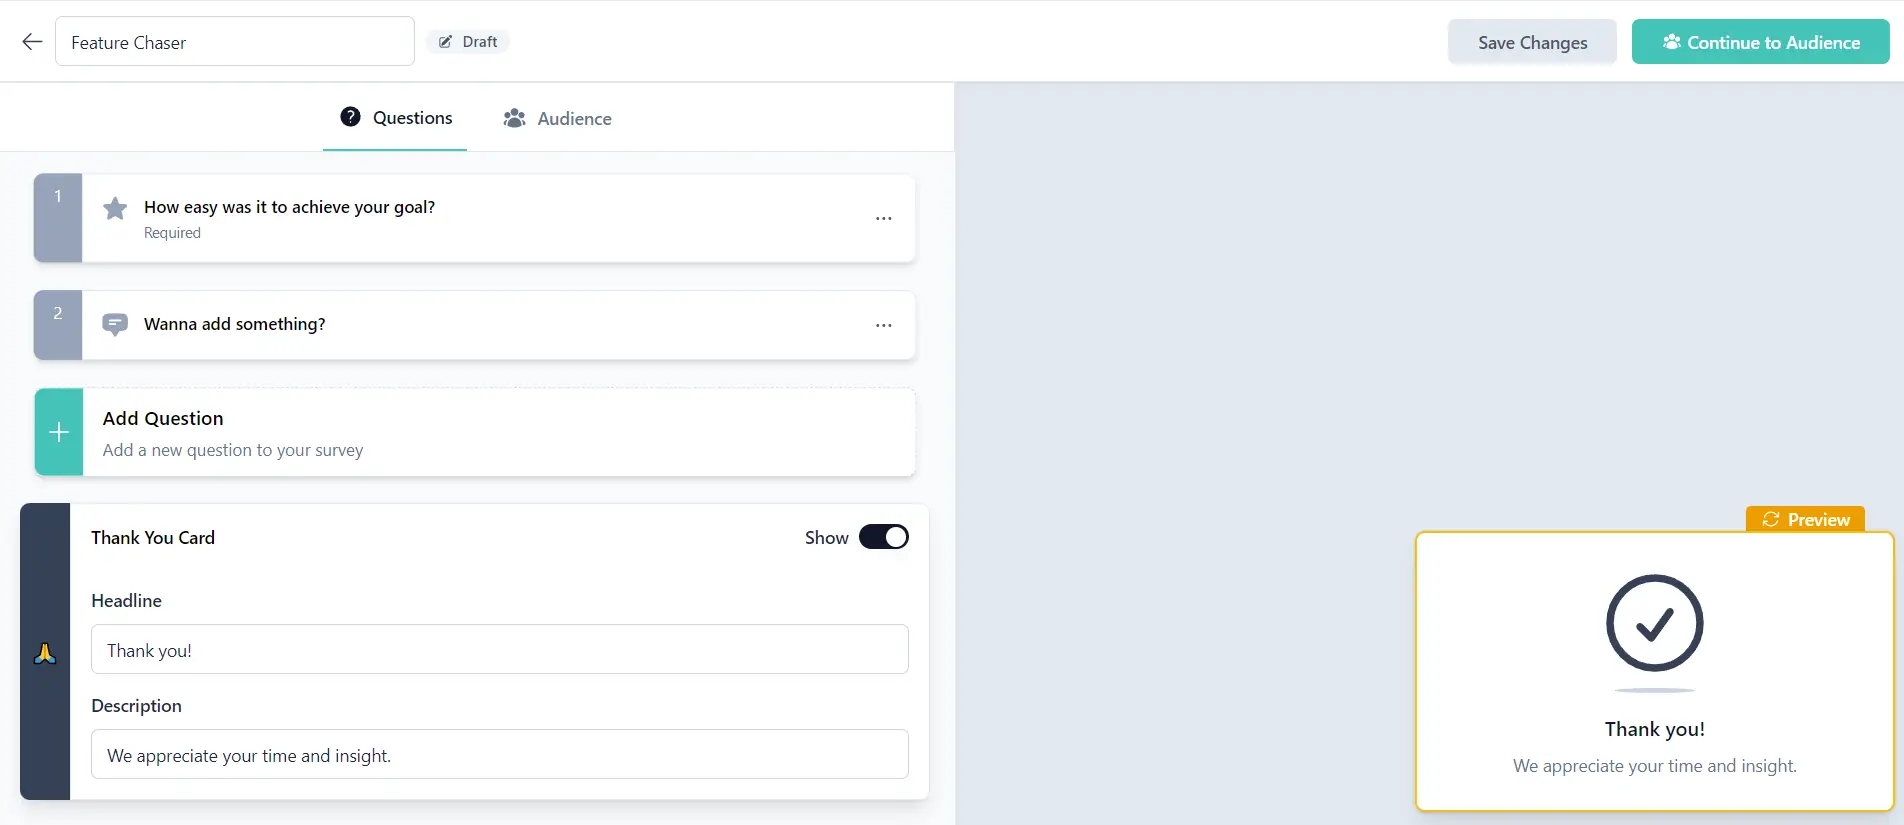 Feature Chaser
Draft
Save Changes
Continue to Audience
Questions
Audience
1
How easy was it to achieve your goal?
Required
...
2
Wanna add something?
...
Add Question
Add a new question to your survey
Thank You Card
Show
Headline
Thank you!
Description
We appreciate your time and insight.
Preview
Thank you!
We appreciate your time and insight.